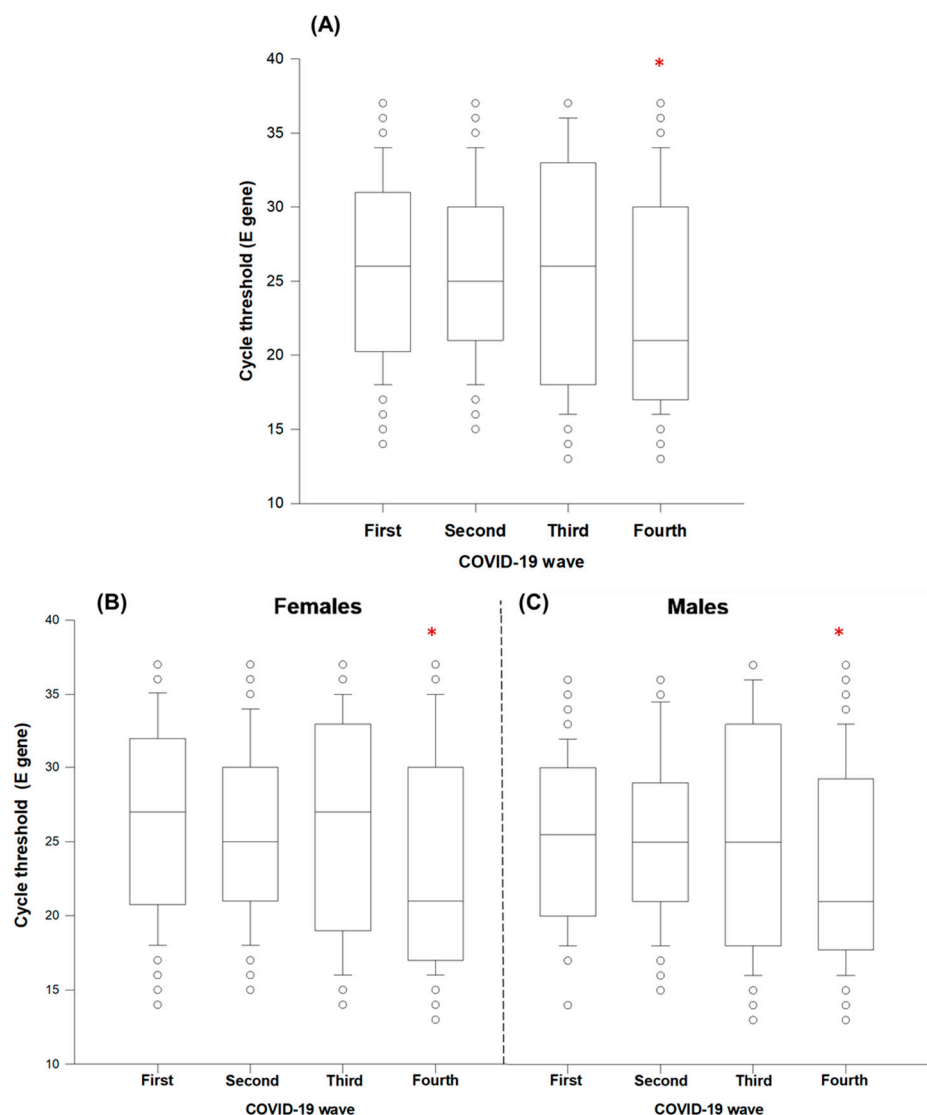 (A)
*
40
35
30
25
20
15
10
Cycle threshold (E gene)
First Second Third Fourth
COVID-19 wave
(B) Females (C) Males
* *
40
35
30
25
20
15
10
Cycle threshold (E gene)
First Second Third Fourth First Second Third Fourth
COVID-19 wave COVID-19 wave